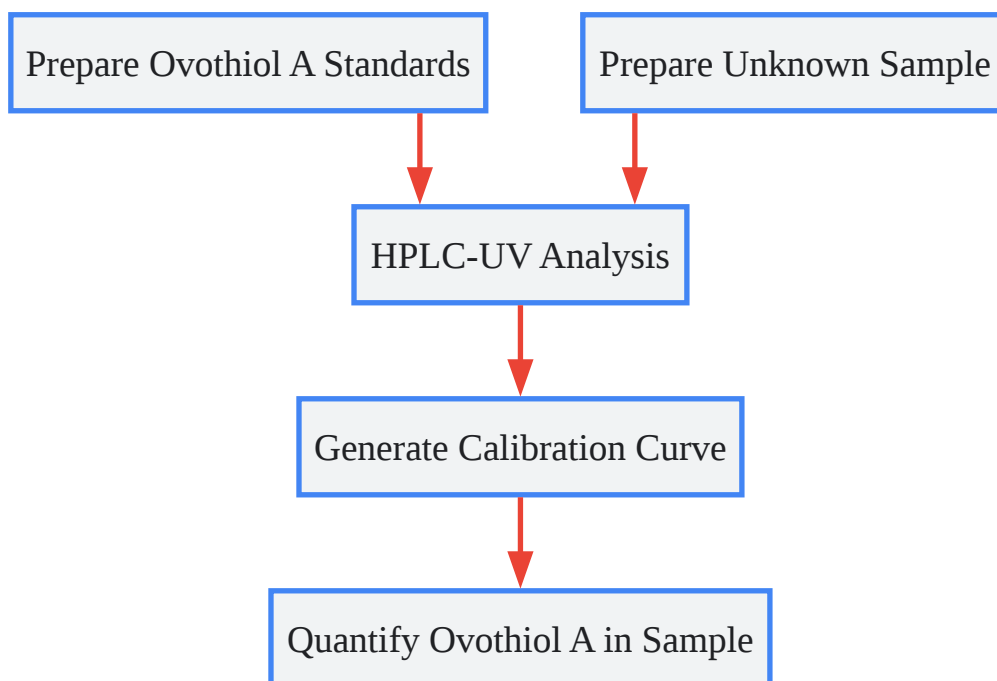 Prepare Ovothiol A Standards
Prepare Unknown Sample
HPLC-UV Analysis
Generate Calibration Curve
Quantify Ovothiol A in Sample